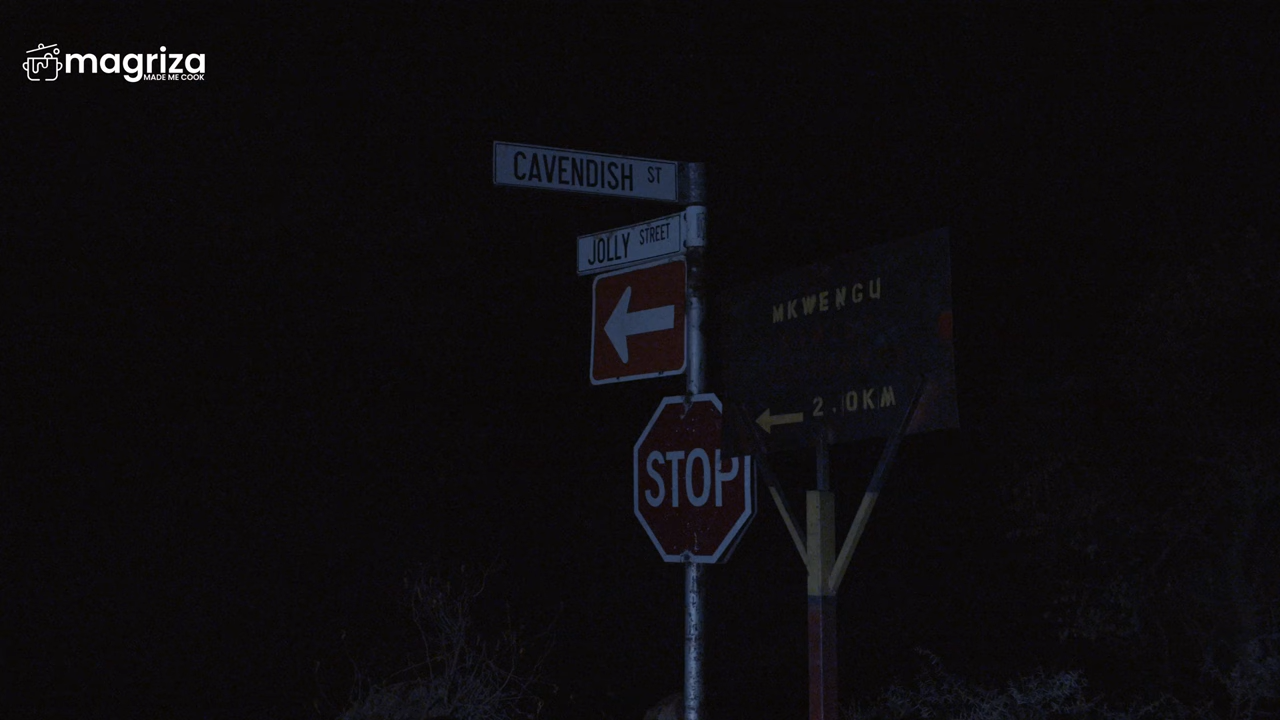 magriza
MADE ME COOK
CAVENDISH ST
JOLLY STREET
STOP
MKWENGU
2.0KM